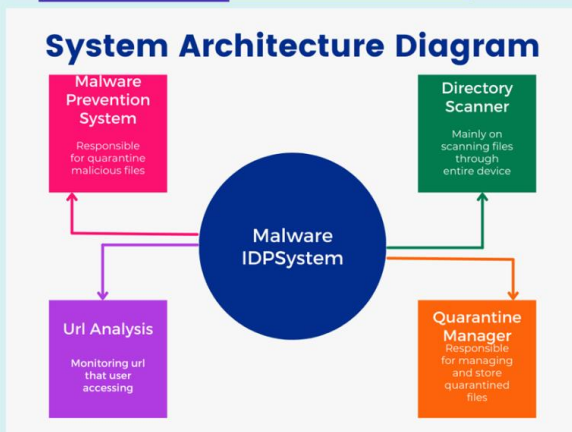 System Architecture Diagram
Malware
Prevention
System
Responsible
for quarantine
malicious files
Directory
Scanner
Mainly on
scanning files
through
entire device
Malware
IDPSystem
Url Analysis
Monitoring url
that user
accessing
Quarantine
Manager
Responsible
for managing
and store
quarantined
files